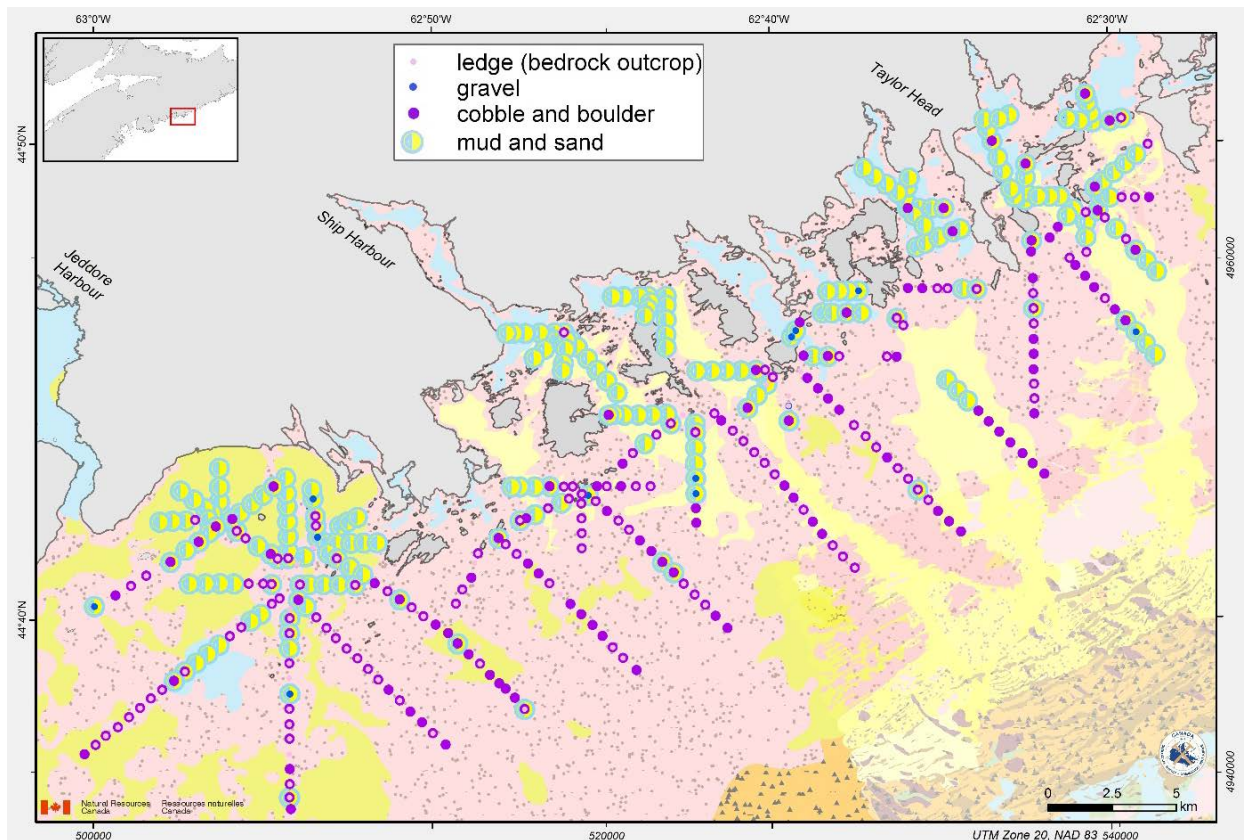 63°0'W 62°50'W 62°40'W 62°30'W
ledge (bedrock outcrop)
gravel
cobble and boulder
mud and sand
Taylor Head
44°50'N
Ship Harbour
Jeddore
Harbour
4960000
44°40'N
4940000
Natural Resources
Canada
Ressources naturelles
Canada
0 2.5 5
km
500000 520000 UTM Zone 20, NAD 83 540000